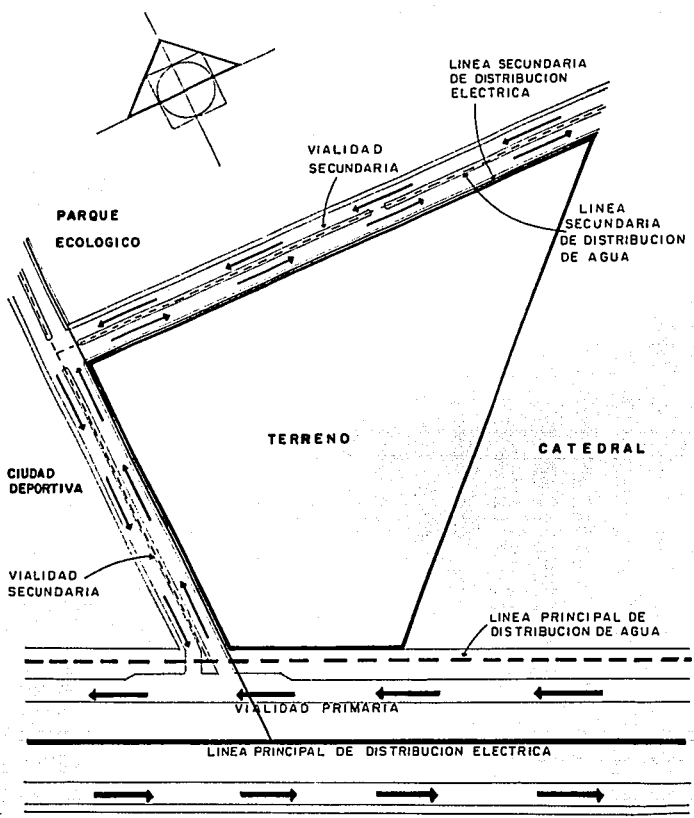 LINEA SECUNDARIA
DE DISTRIBUCION
ELECTRICA
VIALIDAD
SECUNDARIA
PARQUE
ECOLOGICO
LINEA
SECUNDARIA
DE DISTRIBUCION
DE AGUA
TERRENO
CATEDRAL
CIUDAD
DEPORTIVA
VIALIDAD
SECUNDARIA
LINEA PRINCIPAL DE
DISTRIBUCION DE AGUA
VIALIDAD PRIMARIA
LINEA PRINCIPAL DE DISTRIBUCION ELECTRICA